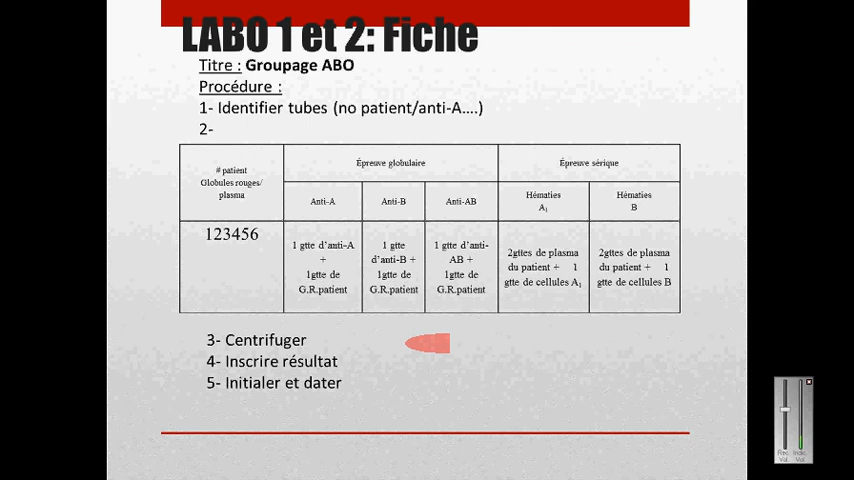 LABO 1 et 2: Fiche
Titre : Groupage ABO
Procédure :
1- Identifier tubes (no patient/anti-A....)
2-
# patient
Globules rouges/
plasma
Épreuve globulaire
Épreuve sérique
Anti-A
Anti-B
Anti-AB
Hématies
A1
Hématies
B
123456
1 gtte d'anti-A
+
1gtte de
G.R.patient
1 gtte
d'anti-B +
1gtte de
G.R.patient
1 gtte d'anti-
AB +
1gtte de
G.R.patient
2gttes de plasma
du patient + 1
gtte de cellules A1
2gttes de plasma
du patient + 1
gtte de cellules B
3- Centrifuger
4- Inscrire résultat
5- Initialer et dater